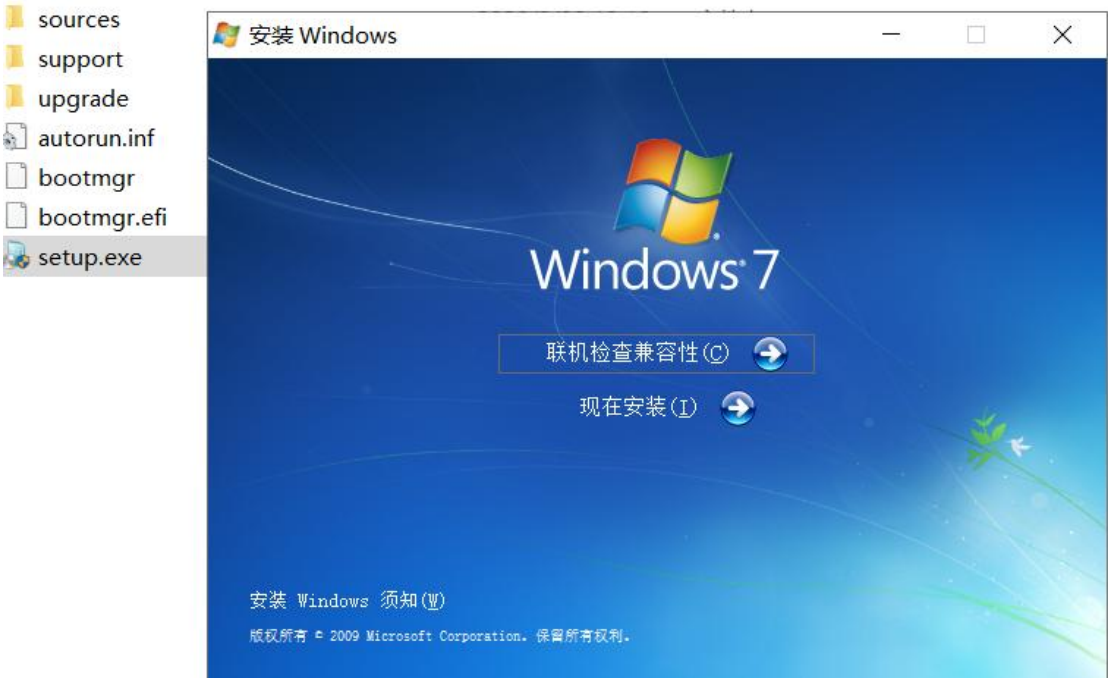 sources
support
upgrade
autorun.inf
bootmgr
bootmgr.efi
setup.exe
安装 Windows
Windows 7
联机检查兼容性(C)
现在安装(I)
安装 Windows 须知(W)
版权所有 © 2009 Microsoft Corporation。保留所有权利。